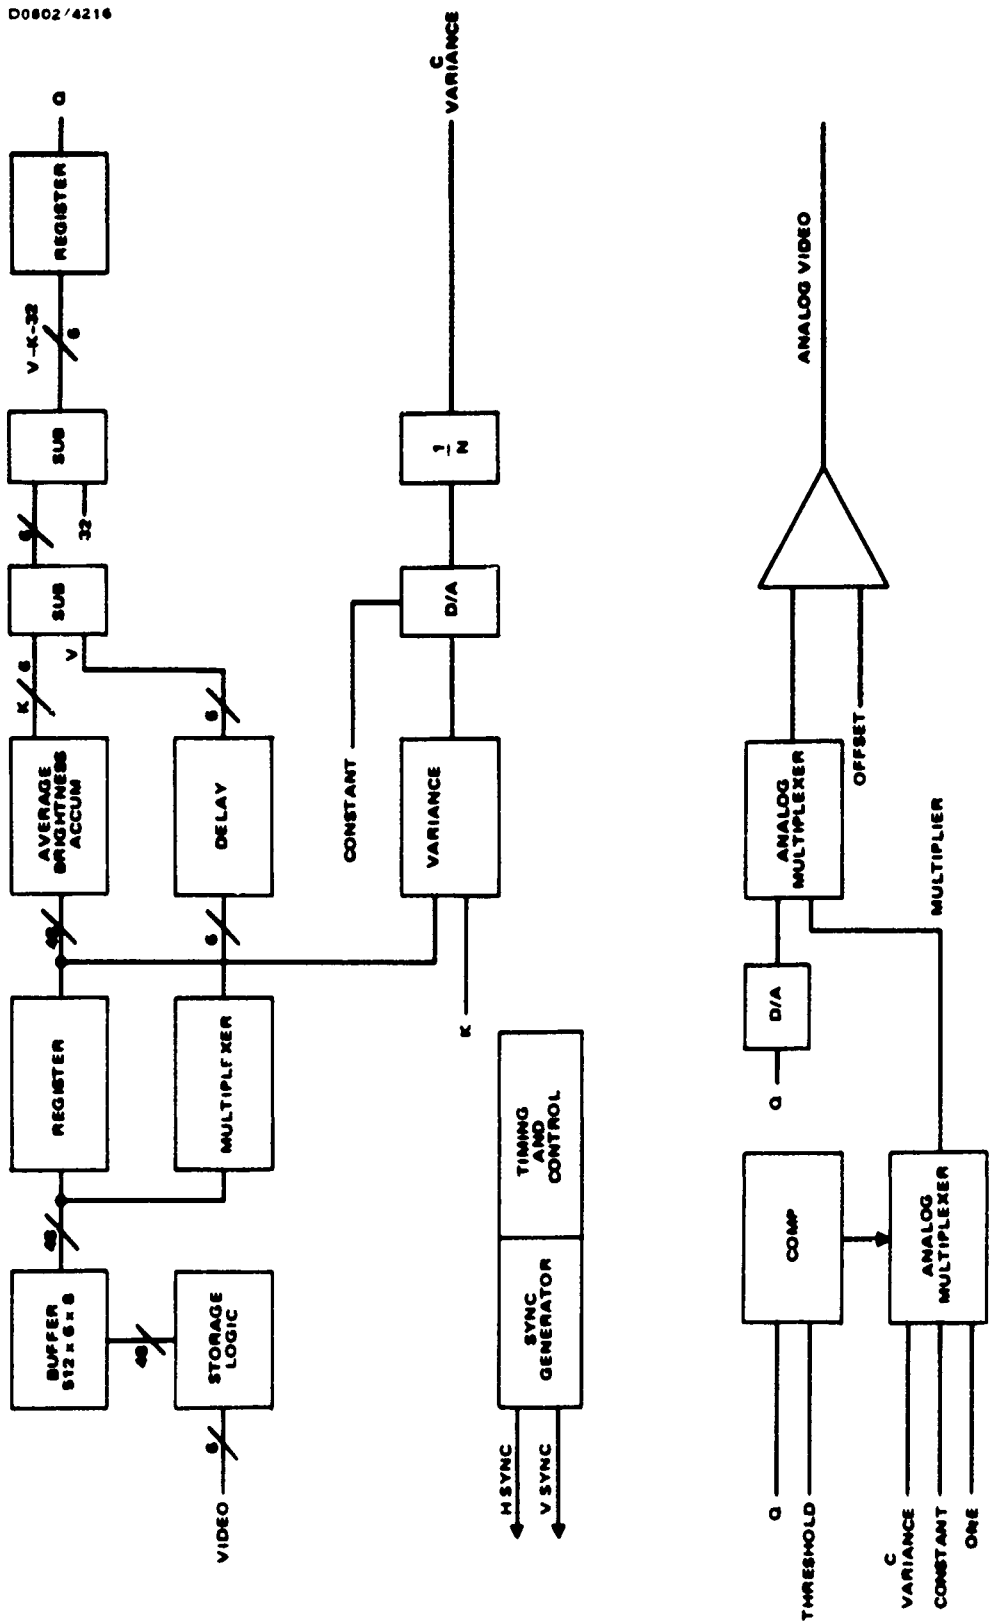 D0802/4216
VIDEO
6
STORAGE
LOGIC
48
BUFFER
512 x 6 x 8
48
REGISTER
MULTIPLEXER
48
6
AVERAGE
BRIGHTNESS
ACCUM
DELAY
K
6
6
V
SUB
6
32
SUB
V-K-32
6
REGISTER
Q
K
VARIANCE
CONSTANT
D/A
1
N
C
VARIANCE
H SYNC
V SYNC
SYNC
GENERATOR
TIMING
AND
CONTROL
Q
THRESHOLD
COMP
C
VARIANCE
CONSTANT
ONE
ANALOG
MULTIPLEXER
MULTIPLIER
Q
D/A
ANALOG
MULTIPLEXER
OFFSET
ANALOG VIDEO